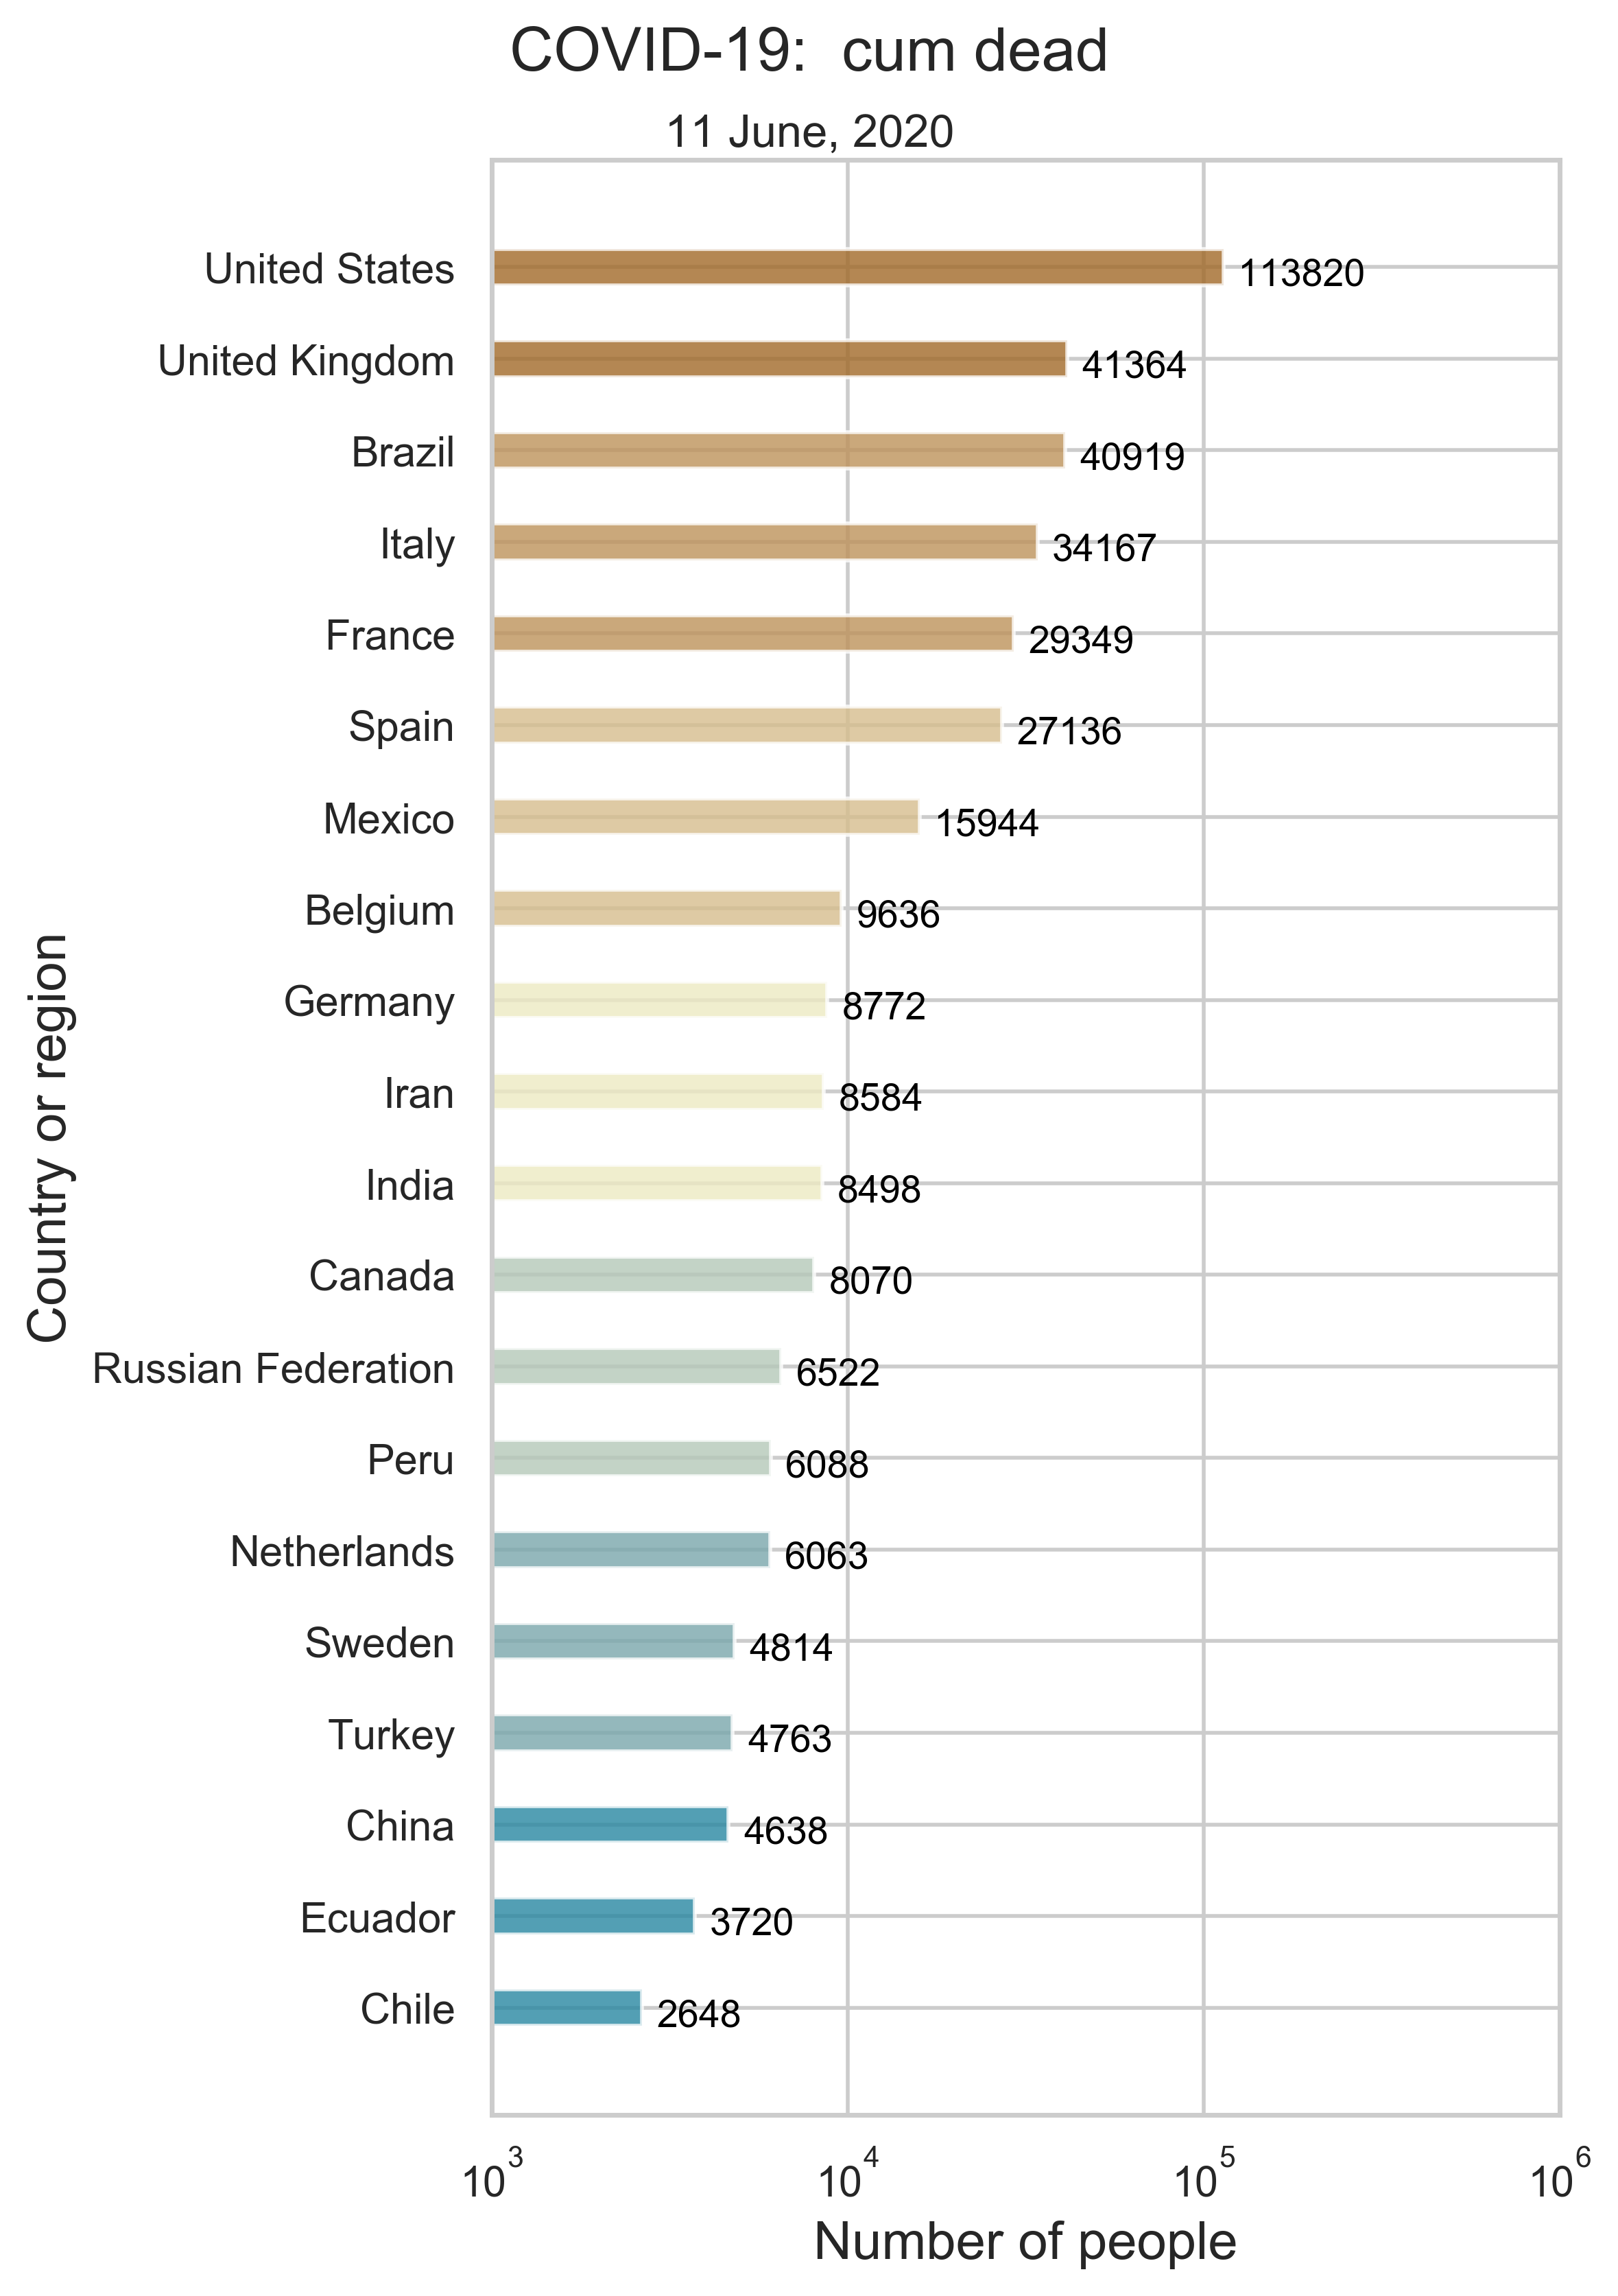 COVID-19:  cum dead
11 June, 2020
United States 113820
United Kingdom 41364
Brazil 40919
Italy 34167
France 29349
Spain 27136
Mexico 15944
Belgium 9636
Germany 8772
Iran 8584
India 8498
Canada 8070
Russian Federation 6522
Peru 6088
Netherlands 6063
Sweden 4814
Turkey 4763
China 4638
Ecuador 3720
Chile 2648
Country or region
10³ 10⁴ 10⁵ 10⁶
Number of people